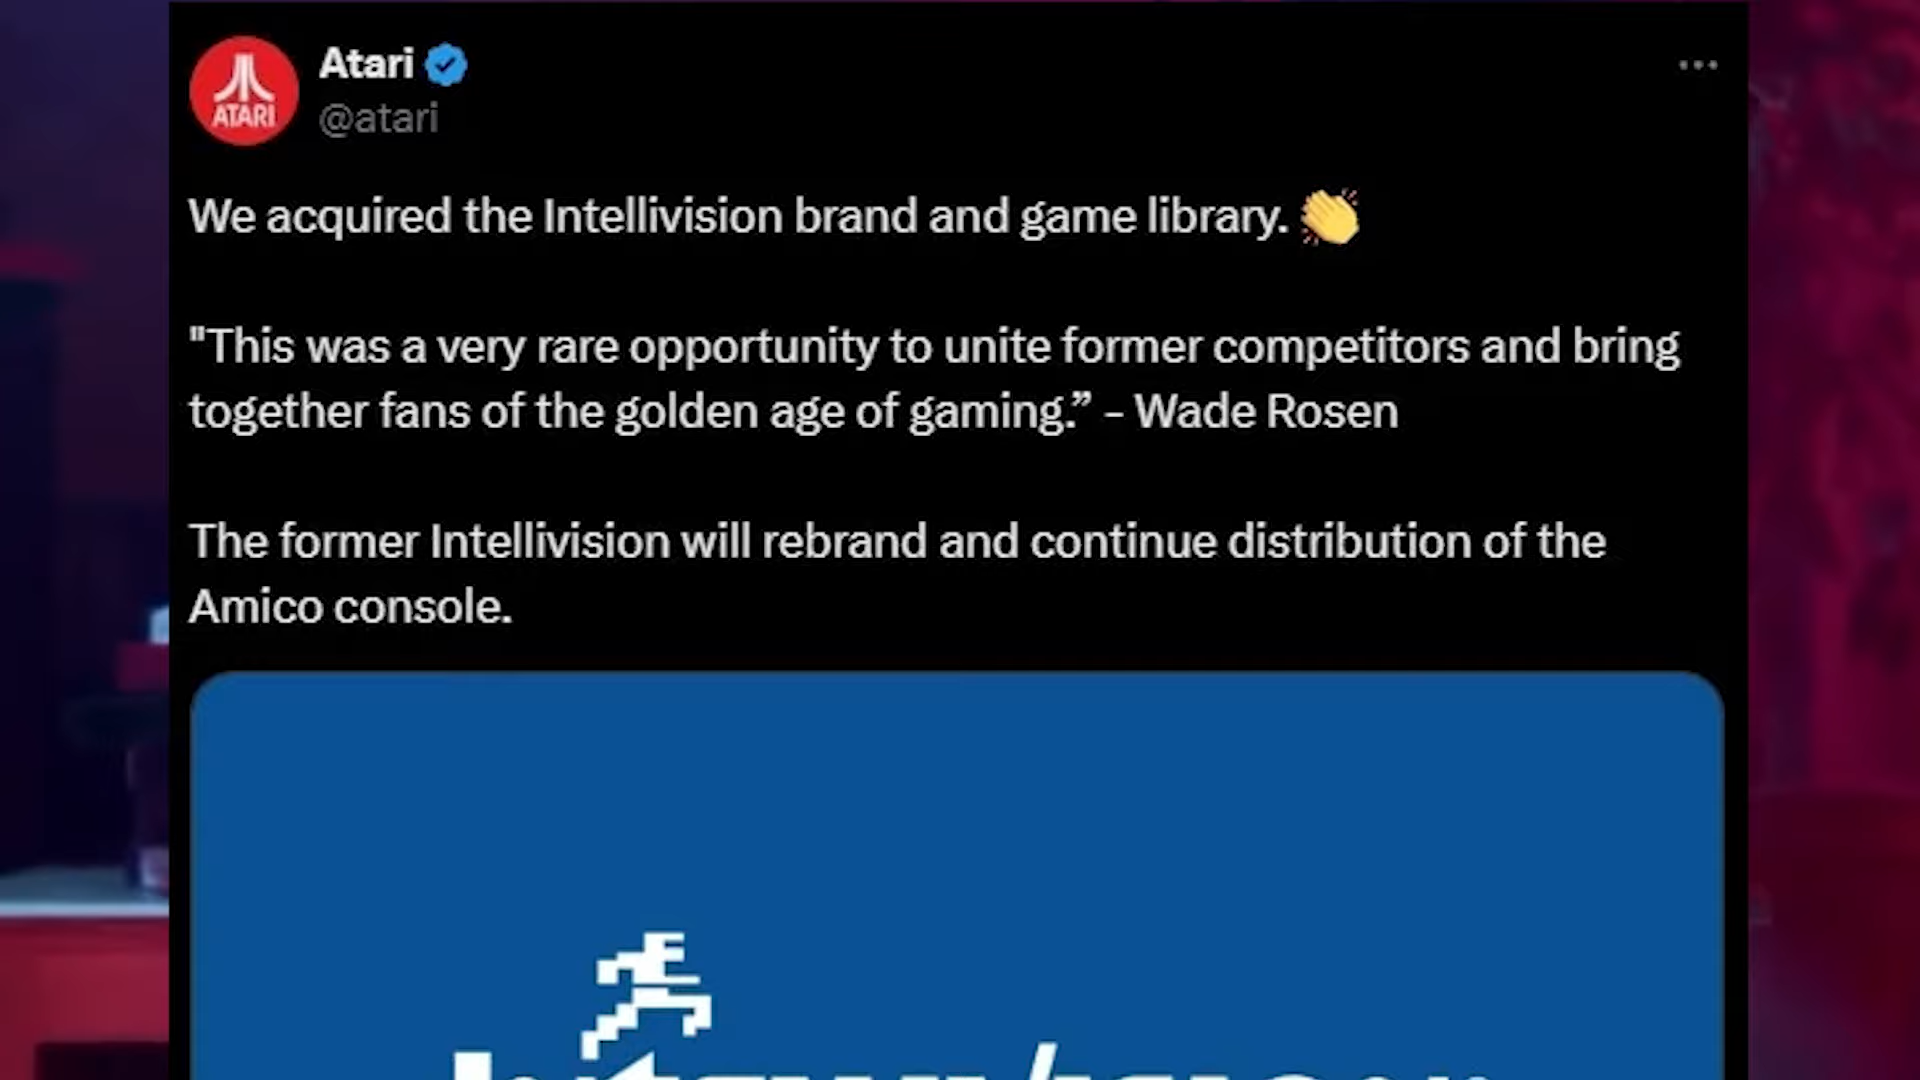 ATARI
Atari
@atari
We acquired the Intellivision brand and game library. 👏
"This was a very rare opportunity to unite former competitors and bring
together fans of the golden age of gaming.” – Wade Rosen
The former Intellivision will rebrand and continue distribution of the
Amico console.